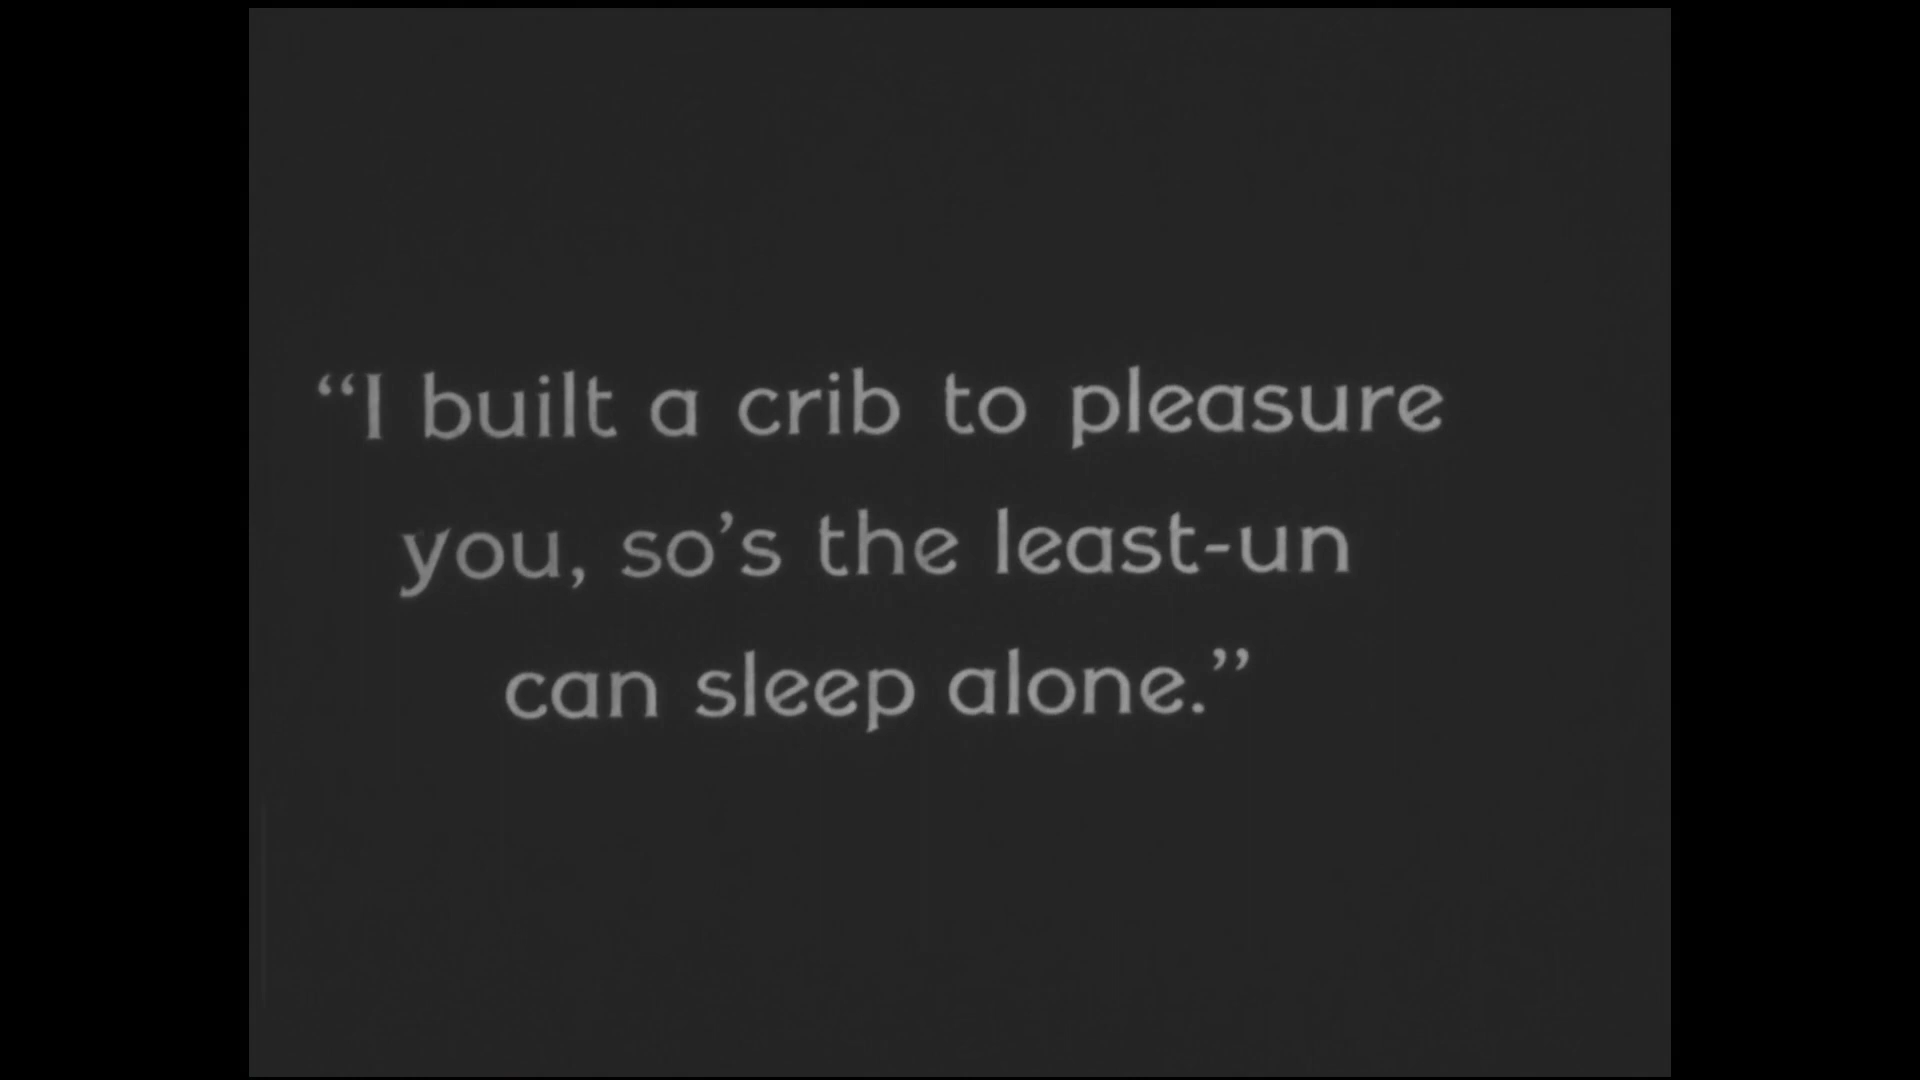 “I built a crib to pleasure
you, so’s the least-un
can sleep alone.”